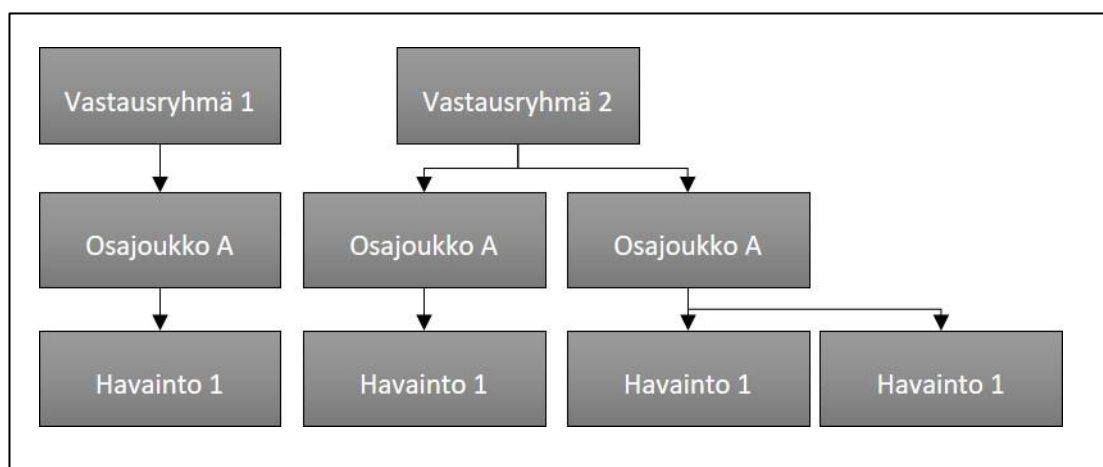 Vastausryhmä 1
Vastausryhmä 2
Osajoukko A
Osajoukko A
Osajoukko A
Havainto 1
Havainto 1
Havainto 1
Havainto 1